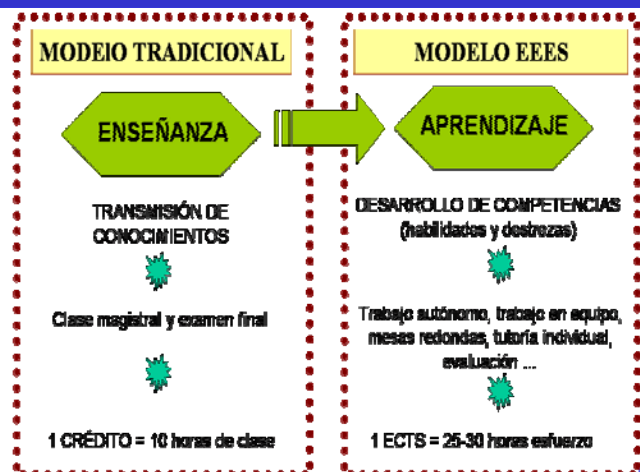 MODElO TRADICIONAL
ENSEÑANZA
TRANSMISIÓN DE
CONOCIMIENTOS
Clase magistral y examen final
1 CRÉDITO = 10 horas de clase
MODELO EEES
APRENDIZAJE
DESARROLLO DE COMPETENCIAS
(habilidades y destrezas)
Trabajo autónomo, trabajo en equipo,
mesas redondas, tutoría individual,
evaluación ...
1 ECTS = 25-30 horas esfuerzo